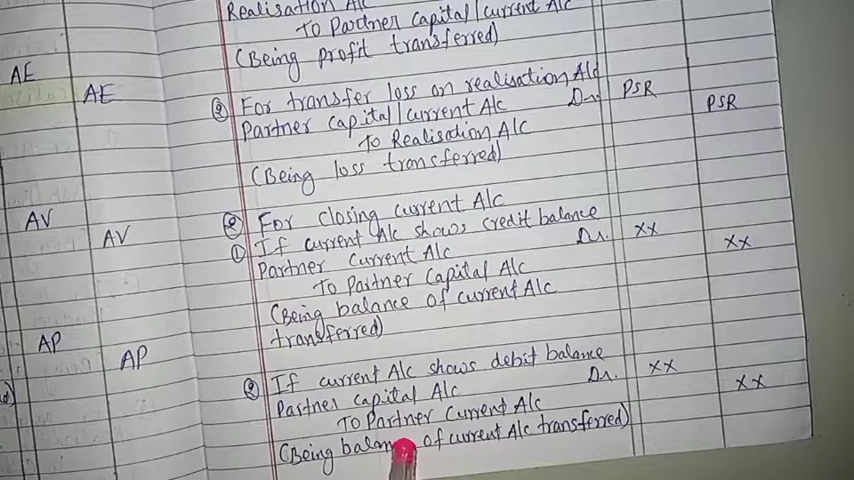 Realisation A/c
To Partner Capital/current A/c
(Being profit transferred)
AE
AE
② For transfer loss on realisation A/c
Partner capital/current A/c Dr. PSR
To Realisation A/c PSR
(Being loss transferred)
AV
AV
⑧ For closing current A/c
① If current A/c shows credit balance
Partner current A/c Dr. xx
To Partner Capital A/c xx
(Being balance of current A/c
transferred)
AP
AP
② If current A/c shows debit balance
Partner capital A/c Dr. xx
To Partner Current A/c xx
(Being balan of current A/c transferred)